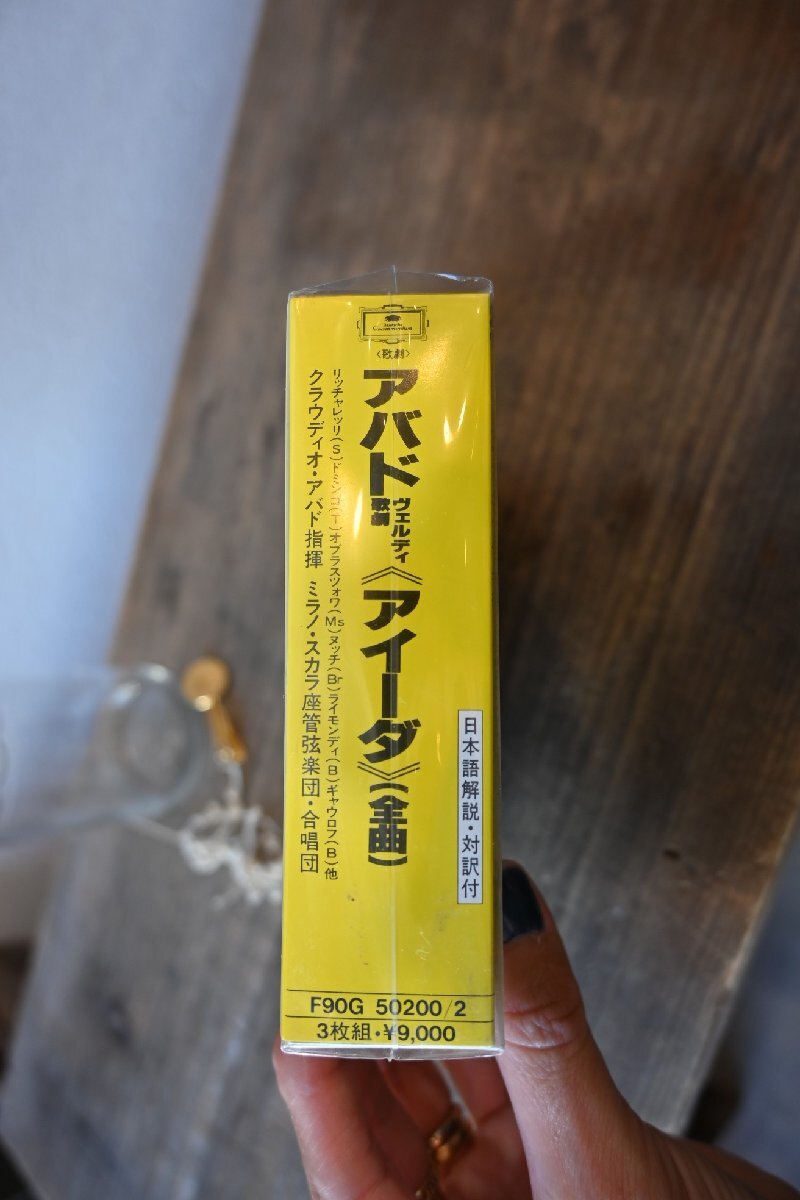 Deutsche
Grammophon
〈歌劇〉
アバド
ヴェルディ
歌劇
《アイーダ》(全曲)
リッチャレッリ(S)ドミンゴ(T)オブラスツォワ(Ms)ヌッチ(Br)ライモンディ(B)ギャウロフ(B)他
クラウディオ・アバド指揮 ミラノ・スカラ座管弦楽団・合唱団
日本語解説・対訳付
F90G 50200/2
3枚組・¥9,000